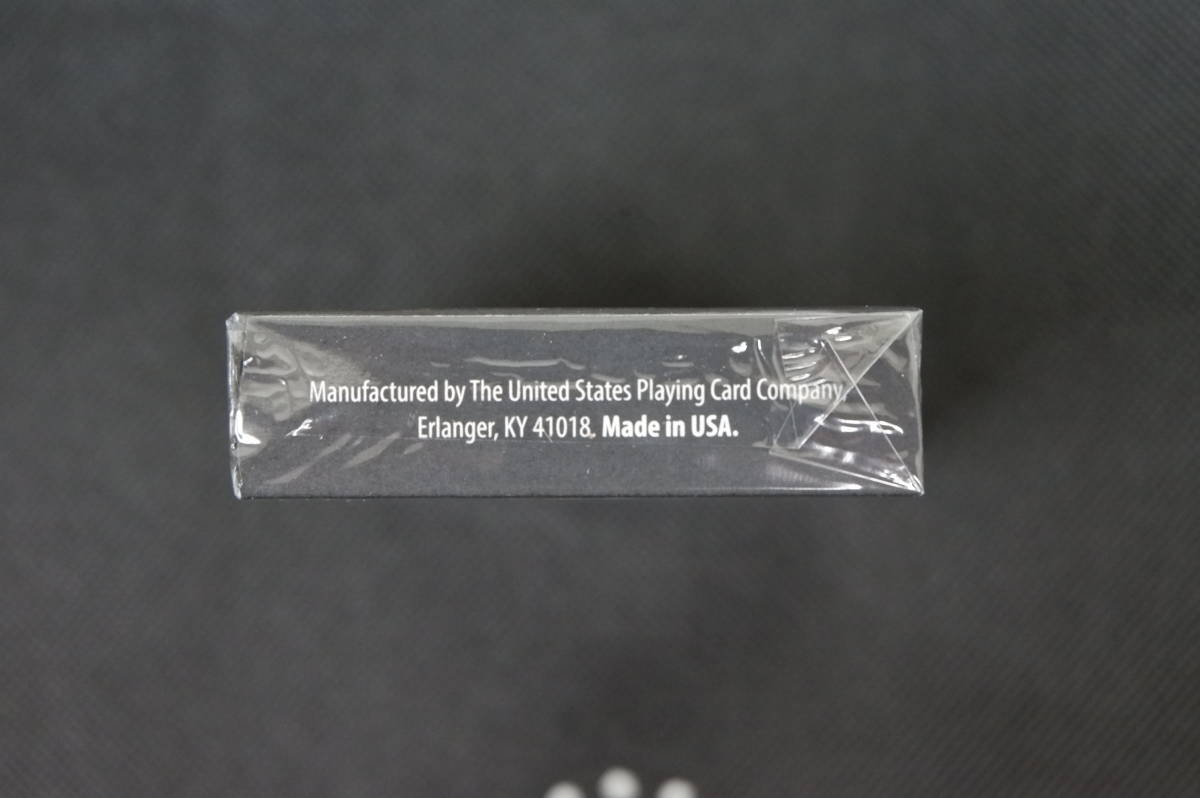 Manufactured by The United States Playing Card Company,
Erlanger, KY 41018. Made in USA.